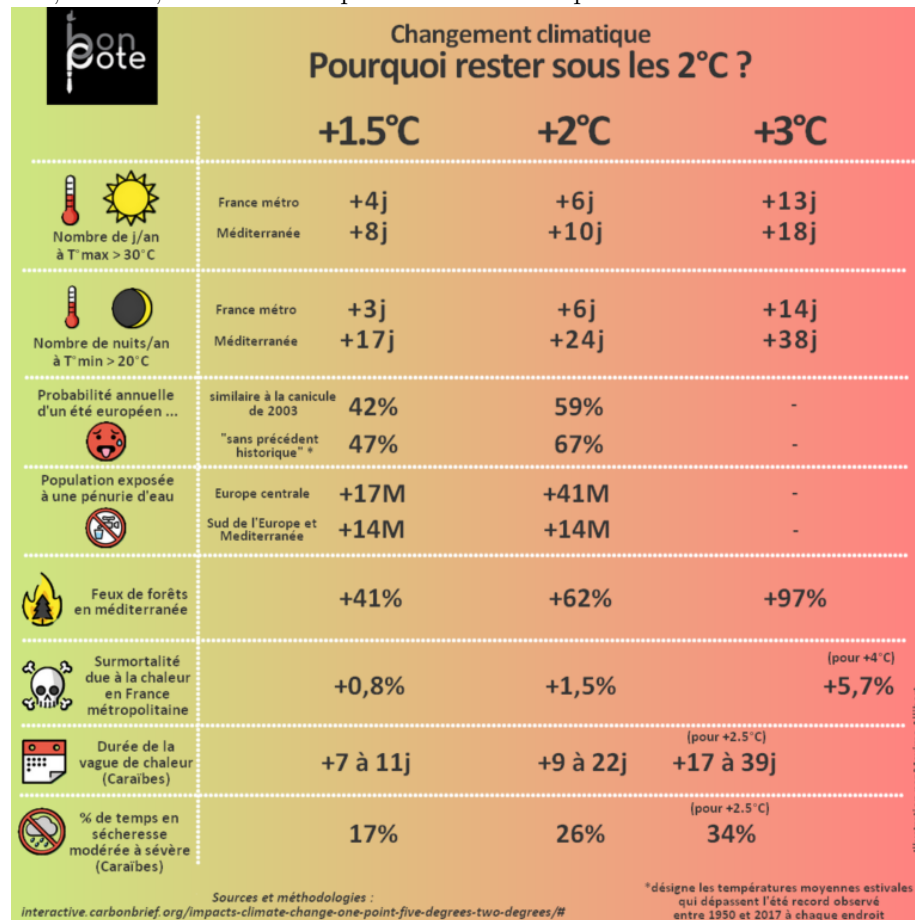 bon
pote
Changement climatique
Pourquoi rester sous les 2°C ?
+1.5°C +2°C +3°C
Nombre de j/an
à T°max > 30°C
France métro +4j +6j +13j
Méditerranée +8j +10j +18j
Nombre de nuits/an
à T°min > 20°C
France métro +3j +6j +14j
Méditerranée +17j +24j +38j
Probabilité annuelle
d'un été européen ...
similaire à la canicule
de 2003
42% 59% -
"sans précédent
historique" *
47% 67% -
Population exposée
à une pénurie d'eau
Europe centrale +17M +41M -
Sud de l'Europe et
Mediterranée
+14M +14M -
Feux de forêts
en méditerranée
+41% +62% +97%
Surmortalité
due à la chaleur
en France
métropolitaine
+0,8% +1,5%
(pour +4°C)
+5,7%
Durée de la
vague de chaleur
(Caraïbes)
+7 à 11j +9 à 22j
(pour +2.5°C)
+17 à 39j
% de temps en
sécheresse
modérée à sévère
(Caraïbes)
17% 26%
(pour +2.5°C)
34%
Sources et méthodologies :
interactive.carbonbrief.org/impacts-climate-change-one-point-five-degrees-two-degrees/#
*désigne les températures moyennes estivales
qui dépassent l'été record observé
entre 1950 et 2017 à chaque endroit